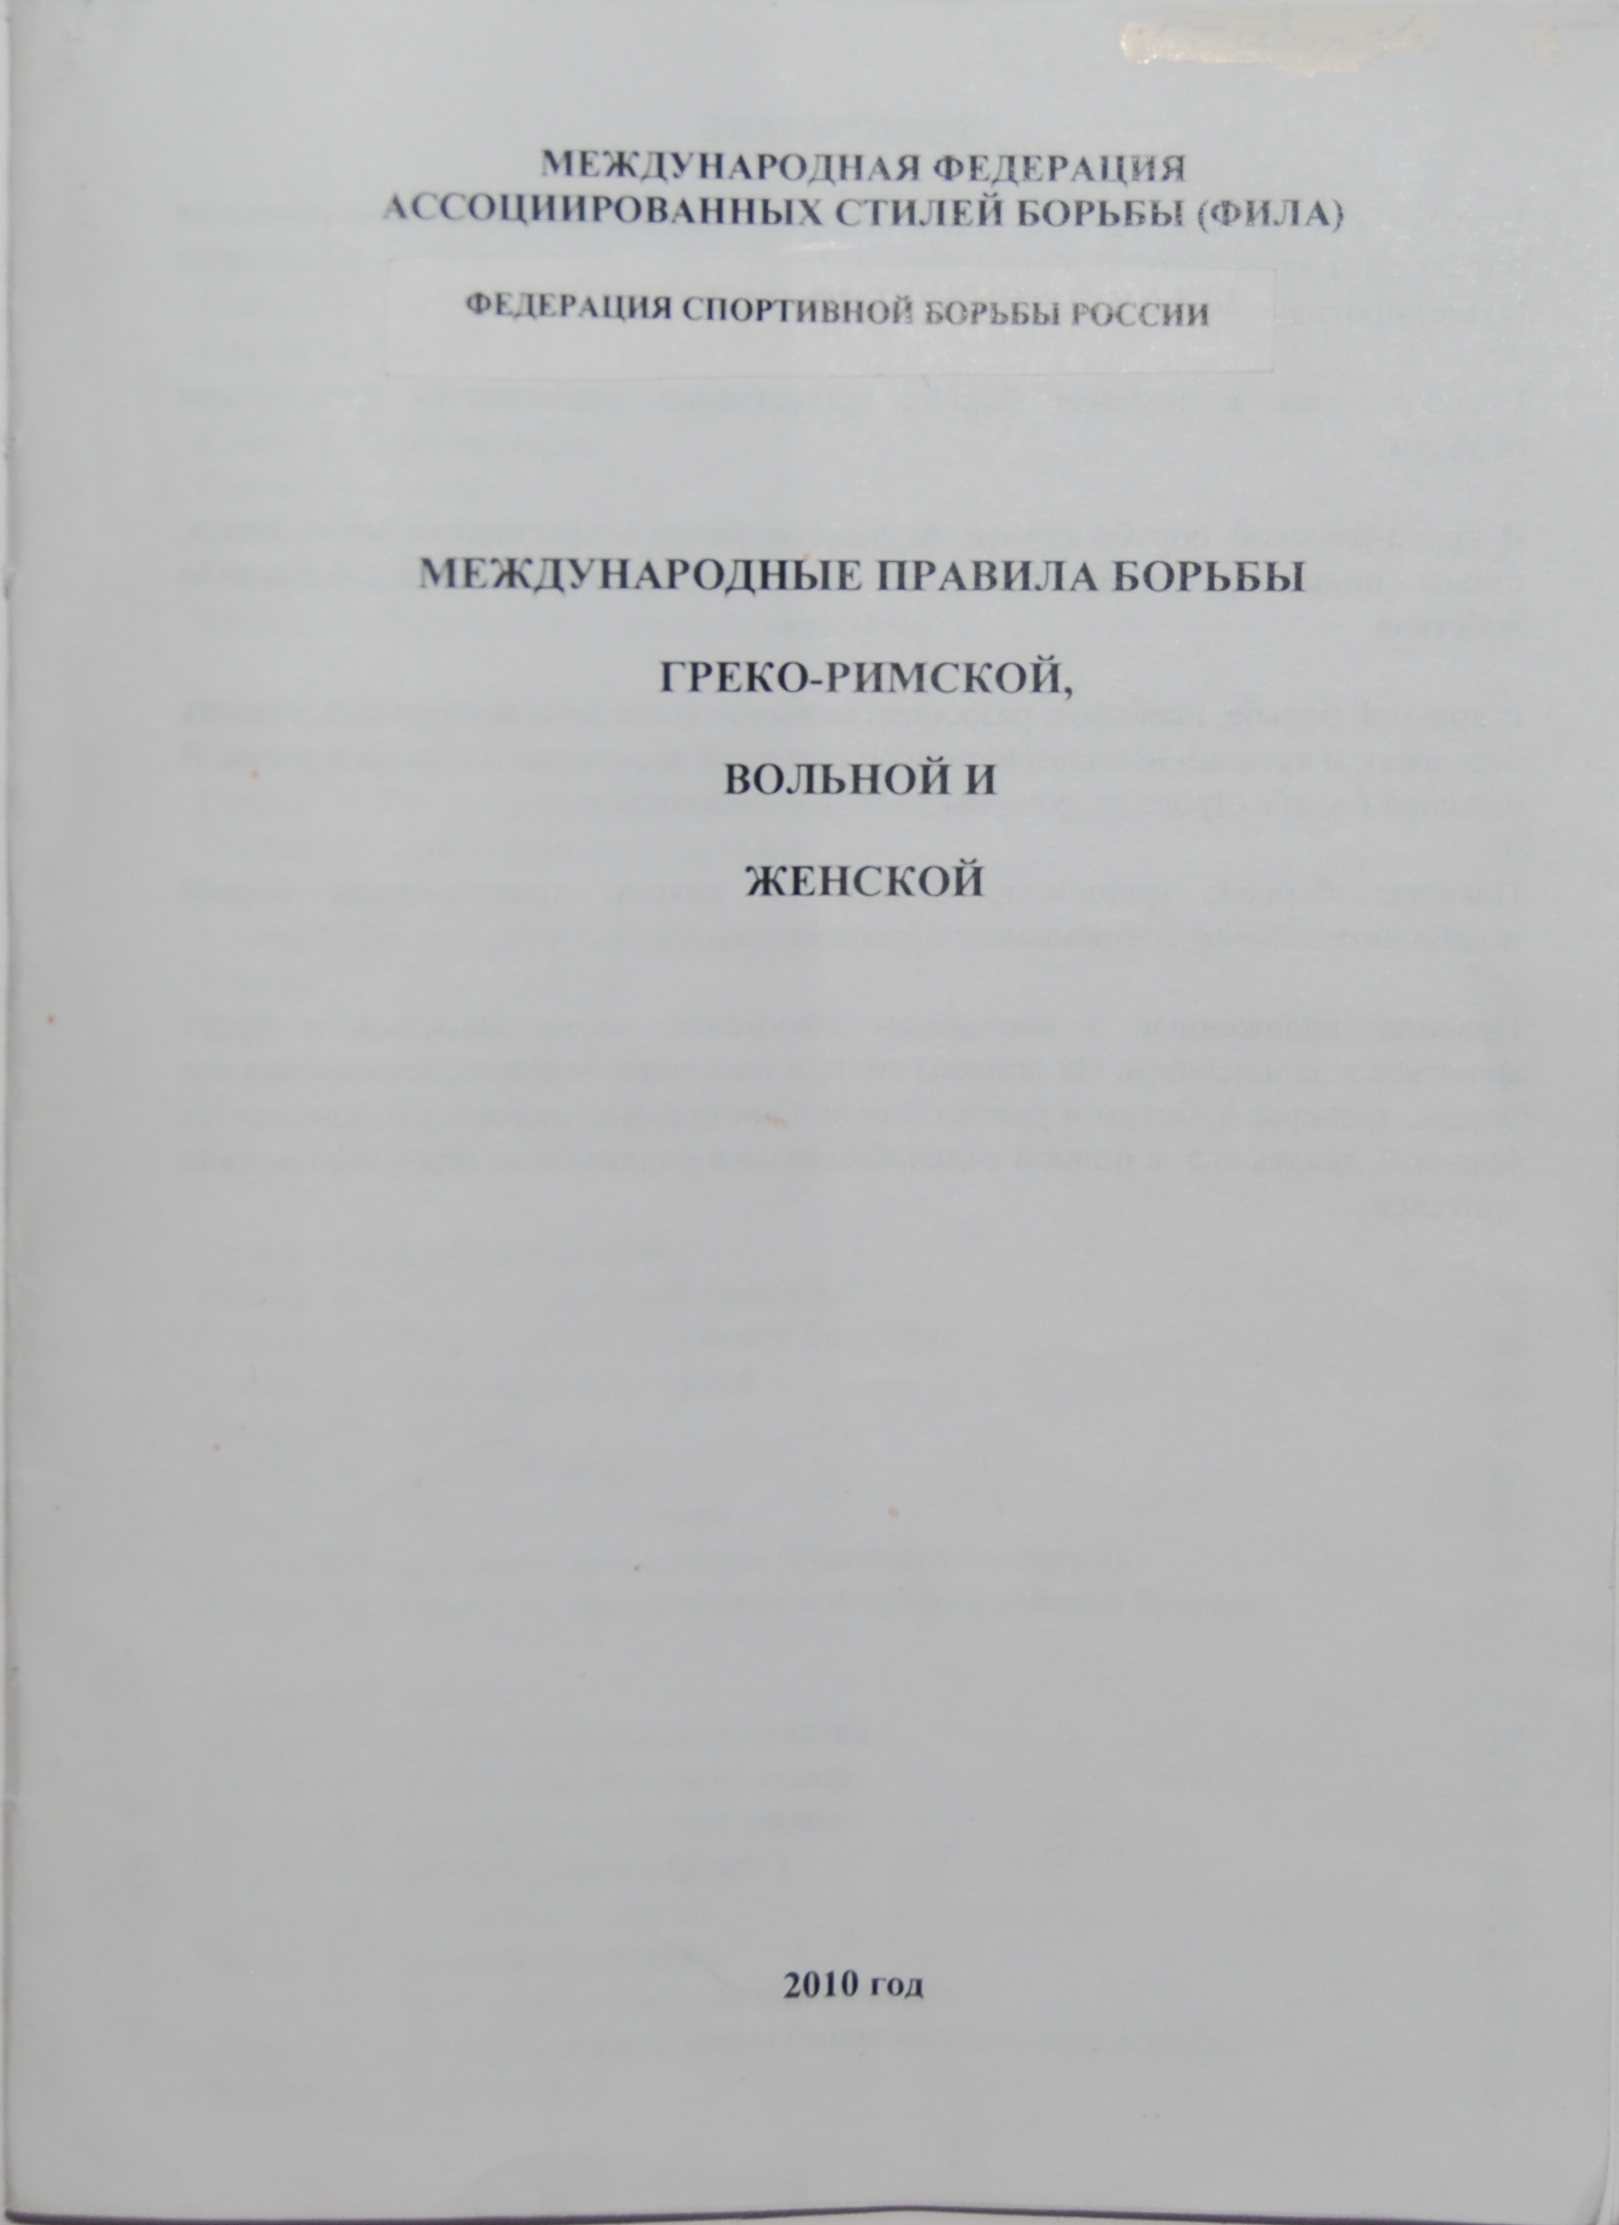 МЕЖДУНАРОДНАЯ ФЕДЕРАЦИЯ
АССОЦИИРОВАННЫХ СТИЛЕЙ БОРЬБЫ (ФИЛА)
ФЕДЕРАЦИЯ СПОРТИВНОЙ БОРЬБЫ РОССИИ
МЕЖДУНАРОДНЫЕ ПРАВИЛА БОРЬБЫ
ГРЕКО-РИМСКОЙ,
ВОЛЬНОЙ И
ЖЕНСКОЙ
2010 год